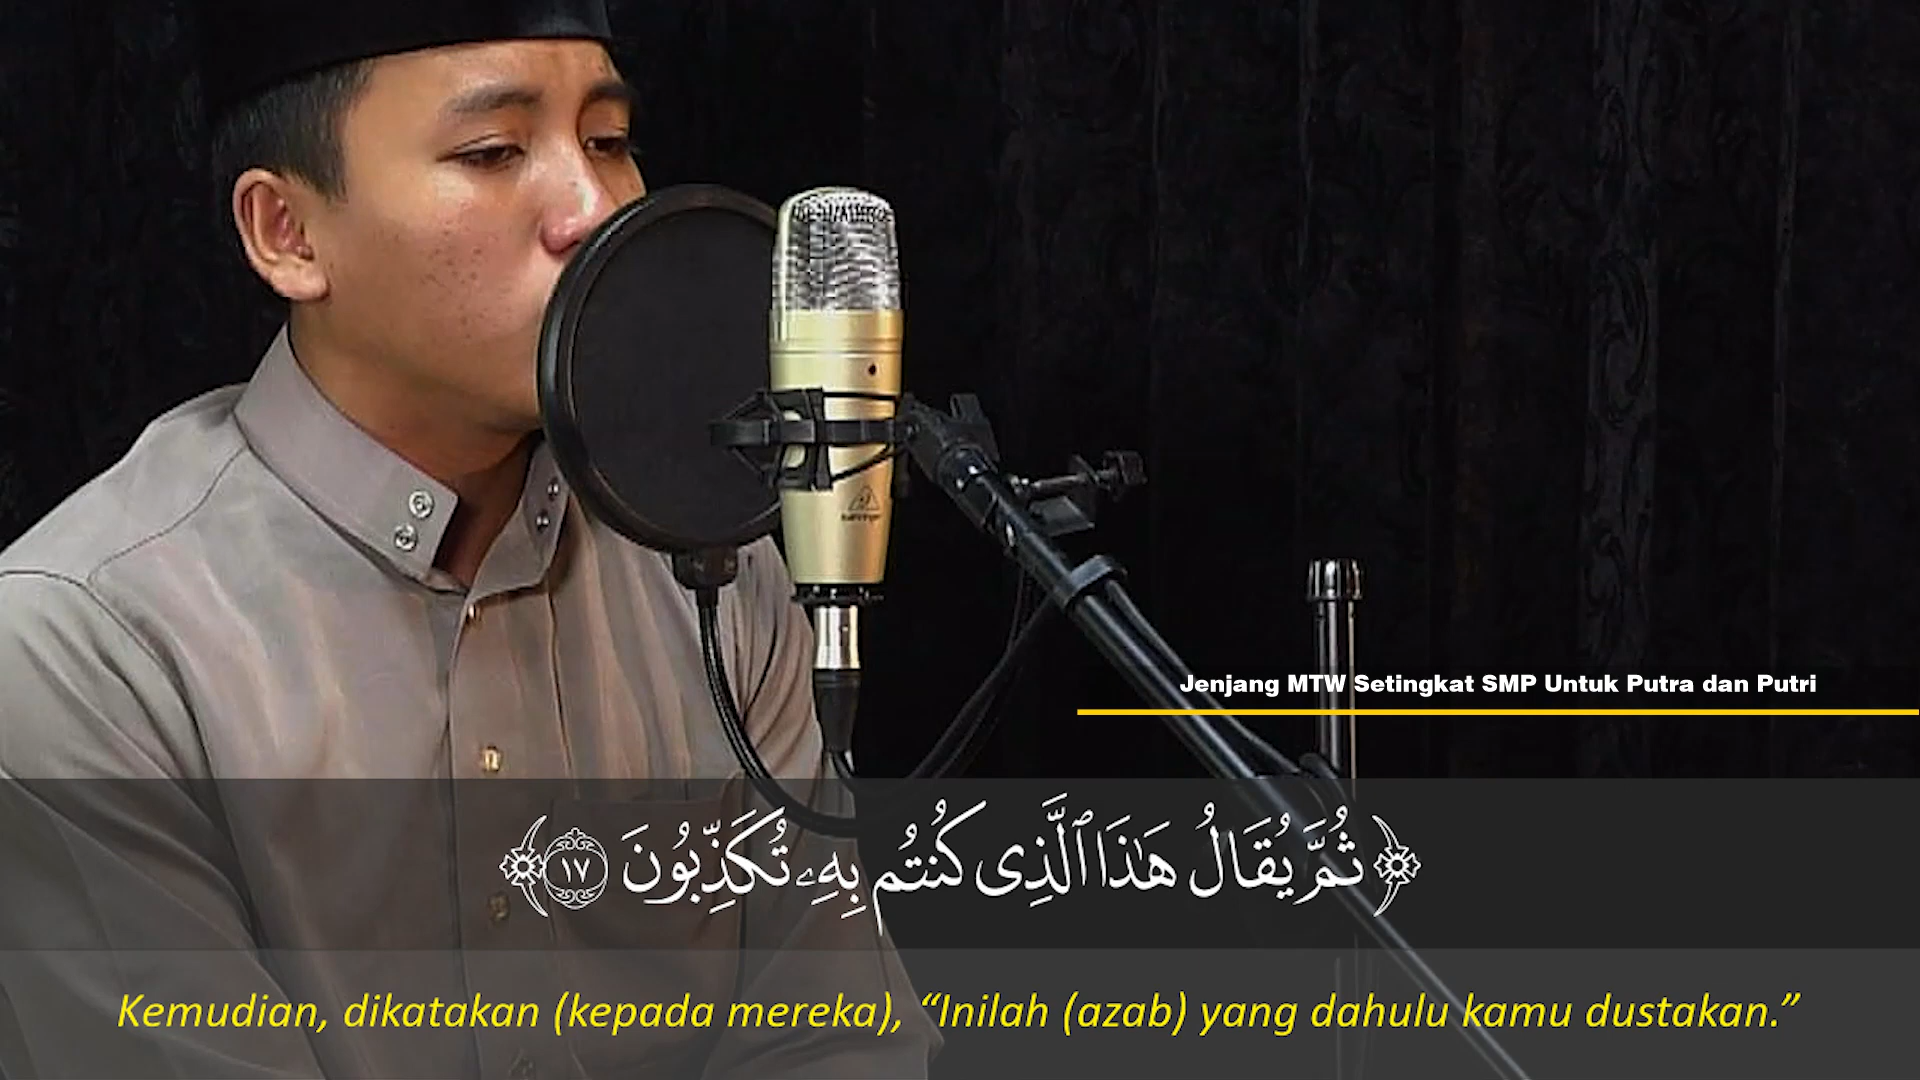 Jenjang MTW Setingkat SMP Untuk Putra dan Putri
ثُمَّ يُقَالُ هَٰذَا ٱلَّذِى كُنتُم بِهِۦ تُكَذِّبُونَ ١٧
Kemudian, dikatakan (kepada mereka), “Inilah (azab) yang dahulu kamu dustakan.”